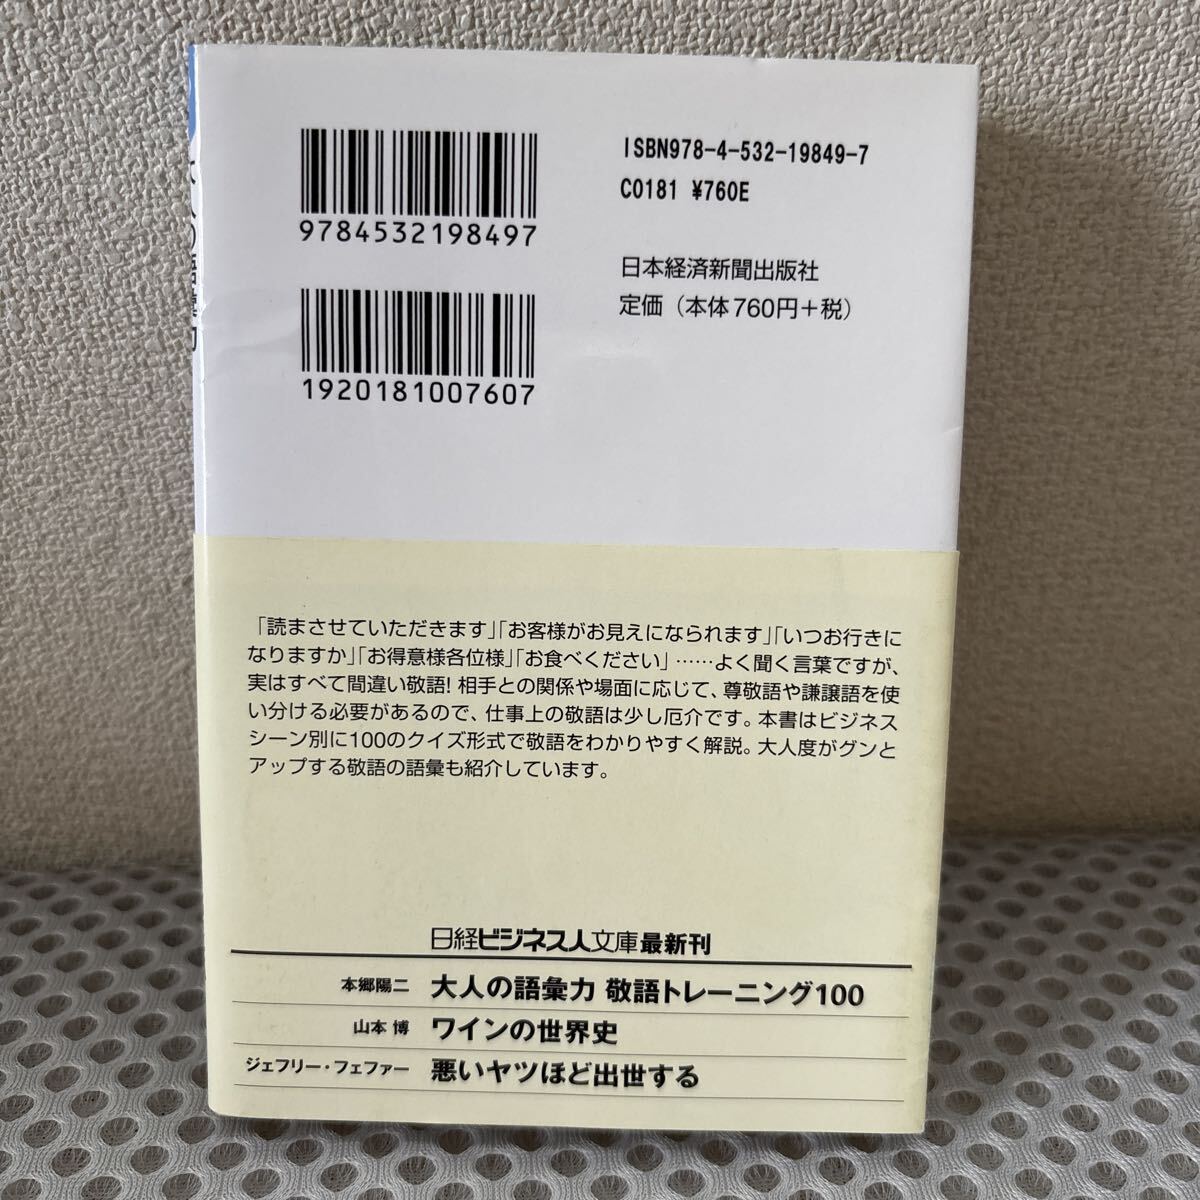 ISBN978-4-532-19849-7
C0181 ¥760E
9784532198497
日本経済新聞出版社
定価（本体760円＋税）
1920181007607
「読まさせていただきます」「お客様がお見えになられます」「いつお行きに
なりますか」「お得意様各位様」「お食べください」……よく聞く言葉ですが、
実はすべて間違い敬語! 相手との関係や場面に応じて、尊敬語や謙譲語を使
い分ける必要があるので、仕事上の敬語は少し厄介です。本書はビジネス
シーン別に100のクイズ形式で敬語をわかりやすく解説。大人度がグンと
アップする敬語の語彙も紹介しています。
日経ビジネス人文庫 最新刊
本郷陽二 大人の語彙力 敬語トレーニング100
山本 博 ワインの世界史
ジェフリー・フェファー 悪いヤツほど出世する